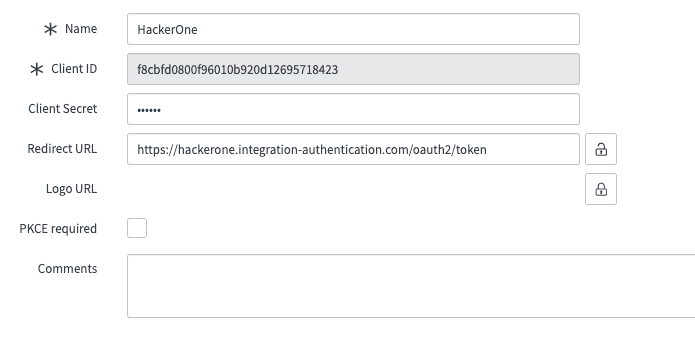 Name
HackerOne
Client ID
f8cbfd0800f96010b920d12695718423
Client Secret
••••••
Redirect URL
https://hackerone.integration-authentication.com/oauth2/token
Logo URL
PKCE required
Comments